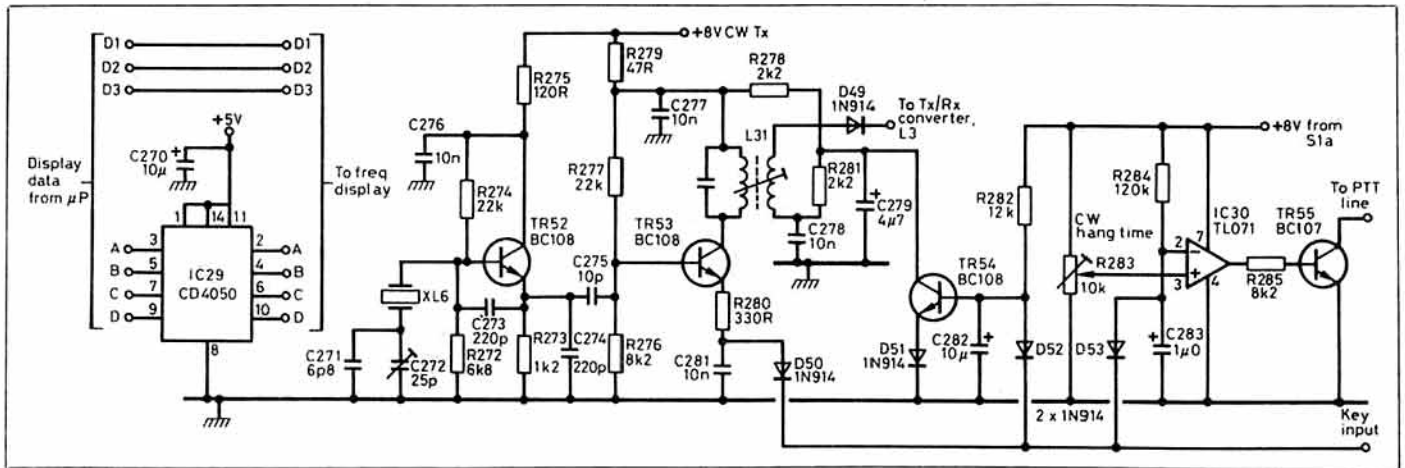 D1
D1
D2
D2
D3
D3
+5V
C270
10µ
+
Display
data
from µP
To freq
display
1
14
11
A
3
2
A
B
5
4
B
C
7
6
C
D
9
10
D
IC29
CD4050
8
+8V CW Tx
R275
120R
R279
47R
C276
10n
C277
10n
R278
2k2
D49
1N914
To Tx/Rx
converter,
L3
L31
R274
22k
R277
22k
R281
2k2
C279
4µ7
+
TR52
BC108
TR53
BC108
C275
10p
C278
10n
XL6
C273
220p
R280
330R
C271
6p8
C272
25p
R272
6k8
R273
1k2
C274
220p
R276
8k2
C281
10n
D50
1N914
TR54
BC108
D51
1N914
C282
10µ
+
R282
12k
D52
D53
2 x 1N914
+8V from
S1a
CW
hang time
R283
10k
R284
120k
IC30
TL071
2
-
7
+
3
4
C283
1µ0
+
R285
8k2
TR55
BC107
To PTT
line
Key
input